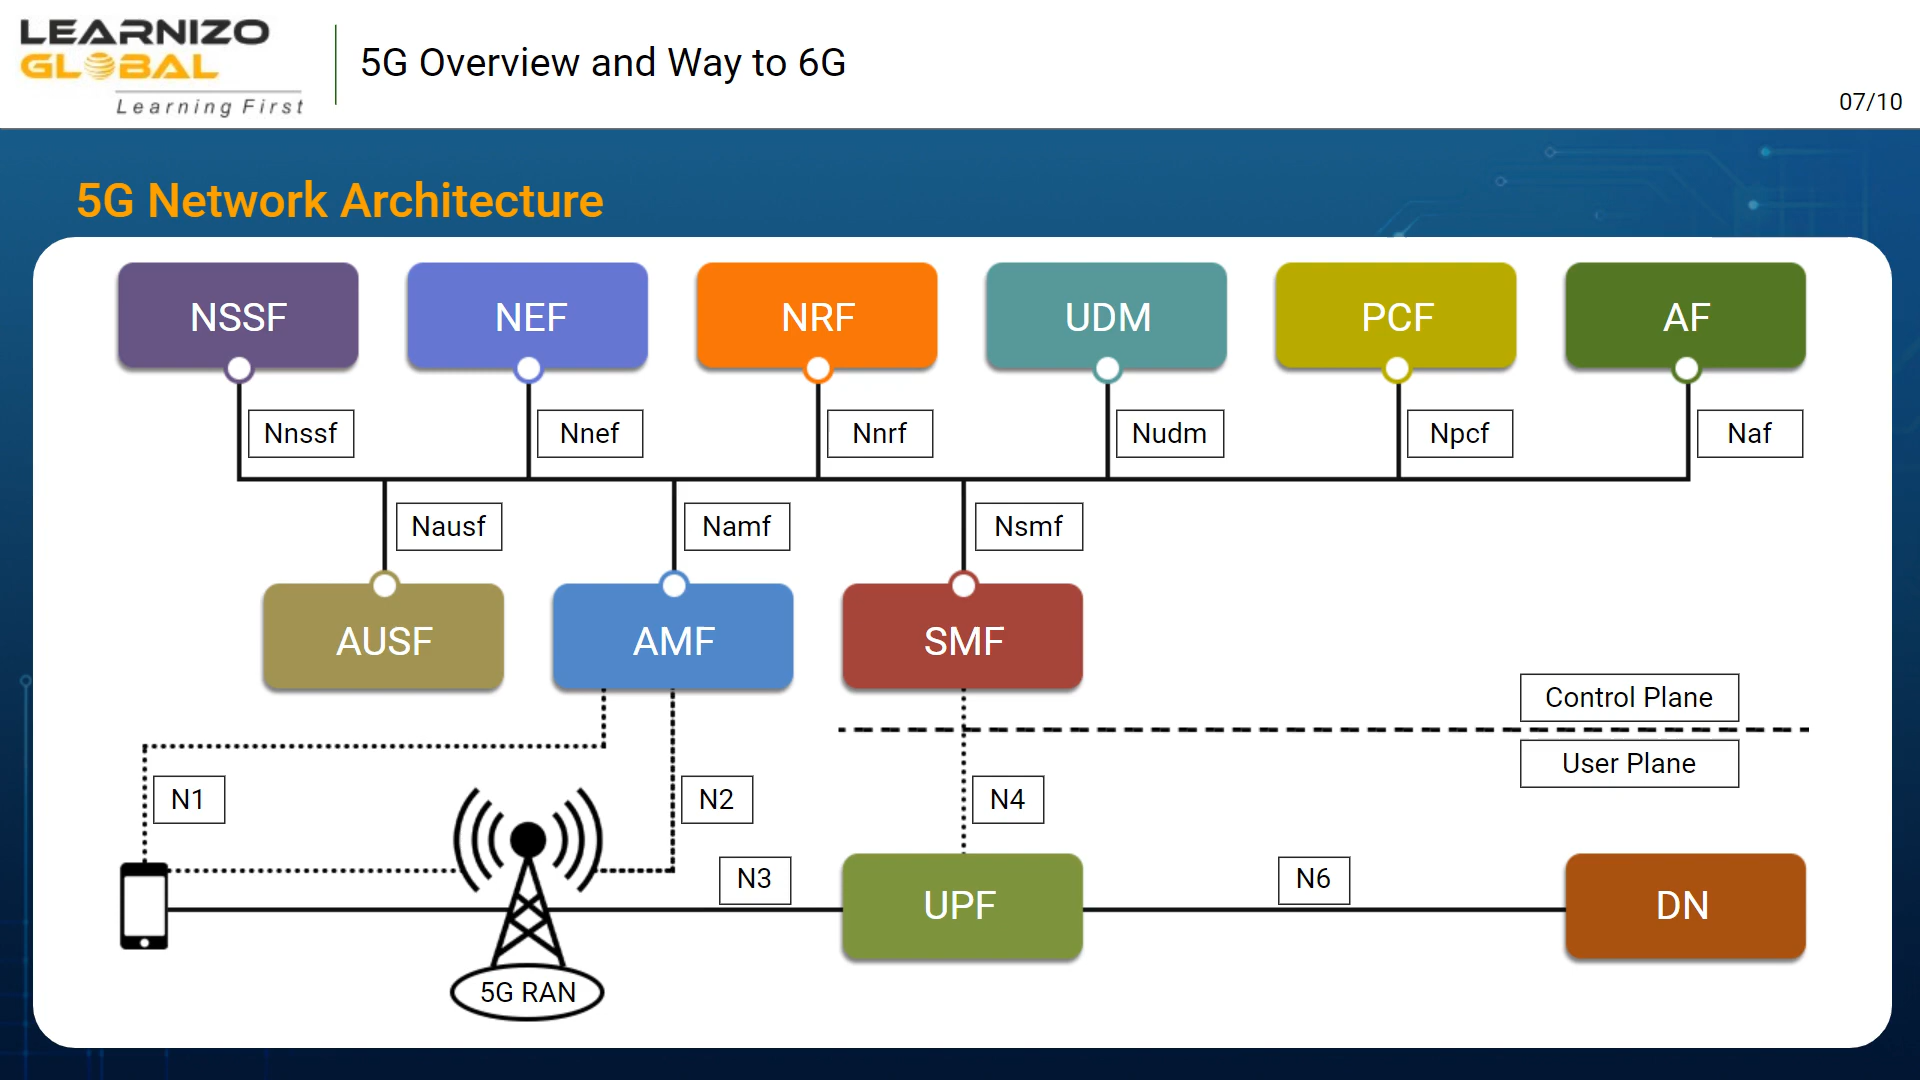 LEARNIZO
GLOBAL
Learning First
5G Overview and Way to 6G
07/10
5G Network Architecture
NSSF NEF NRF UDM PCF AF
Nnssf Nnef Nnrf Nudm Npcf Naf
Nausf Namf Nsmf
AUSF AMF SMF
Control Plane
User Plane
N1 N2 N4
N3 N6
UPF DN
5G RAN